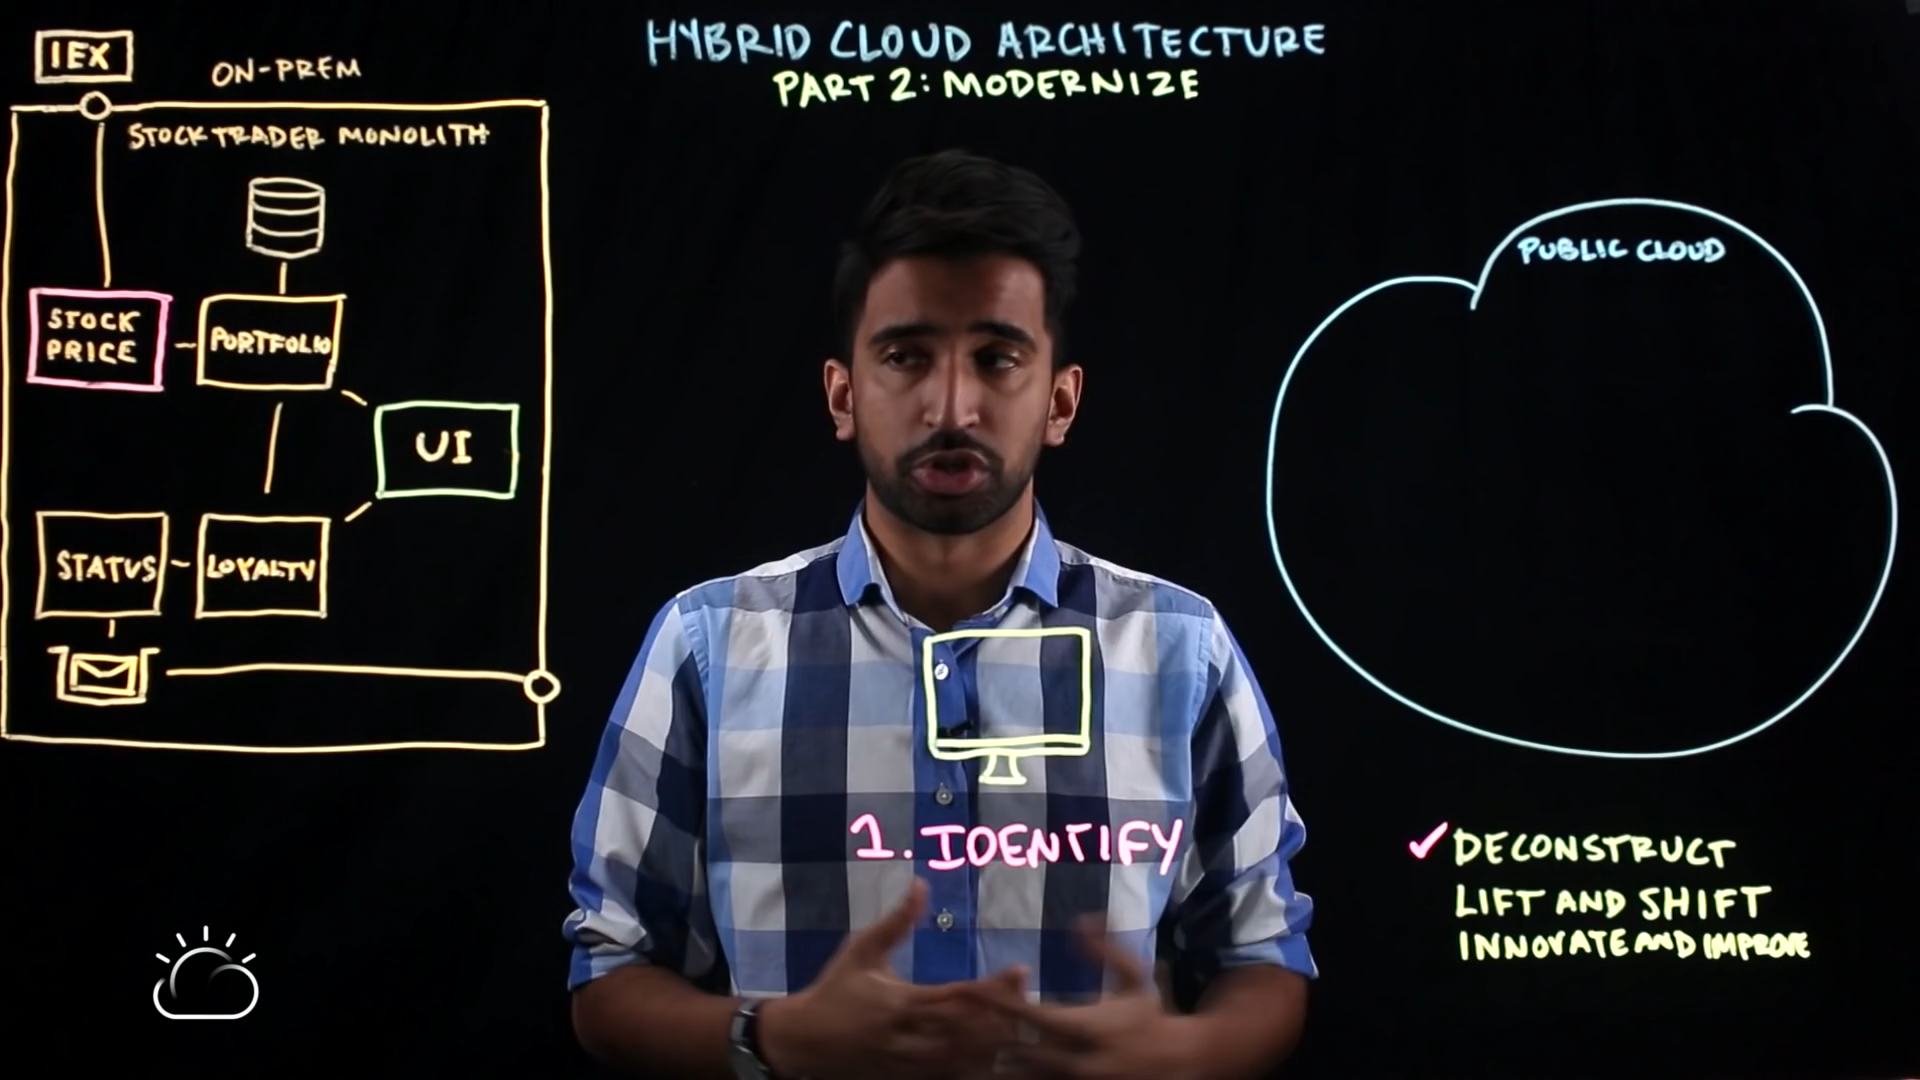 HYBRID CLOUD ARCHITECTURE
PART 2: MODERNIZE
IEX
ON-PREM
STOCK TRADER MONOLITH
STOCK
PRICE
PORTFOLIO
UI
STATUS
LOYALTY
PUBLIC CLOUD
1. IDENTIFY
✓ DECONSTRUCT
LIFT AND SHIFT
INNOVATE AND IMPROVE